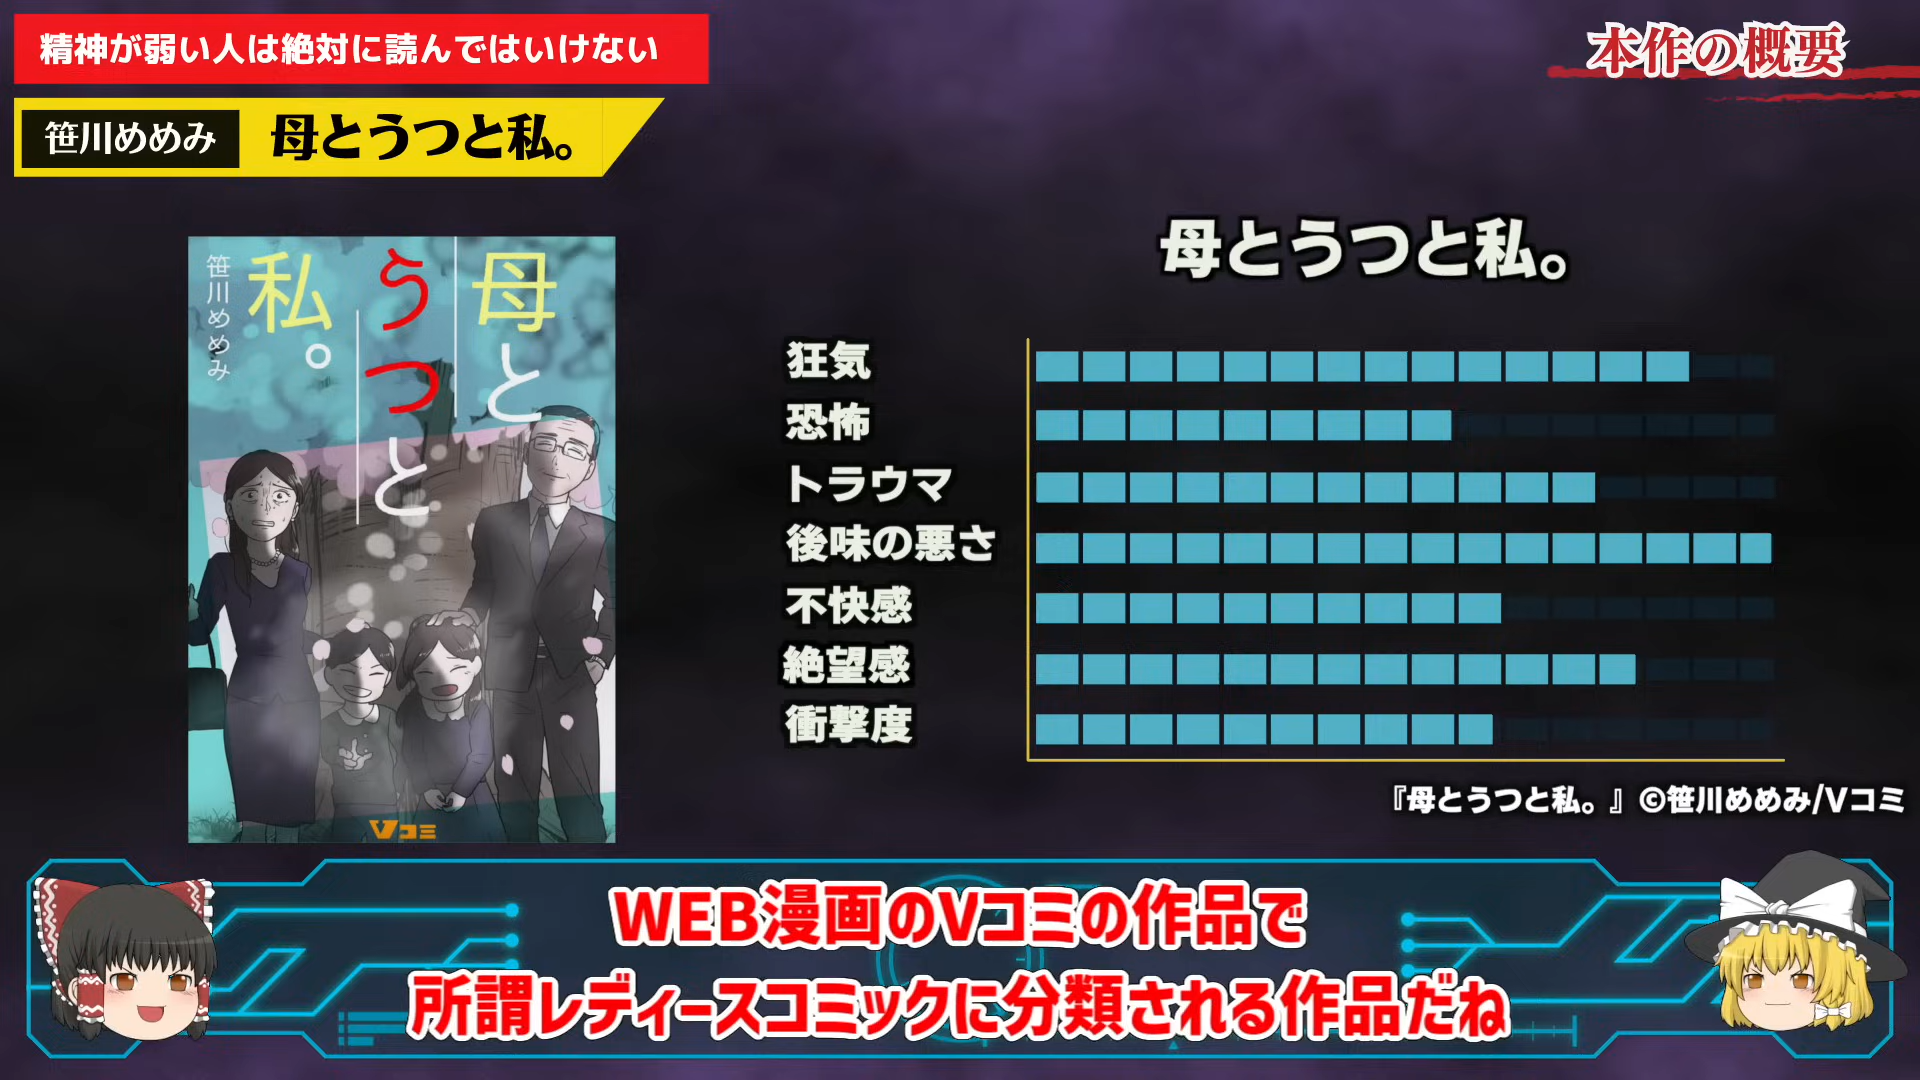 精神が弱い人は絶対に読んではいけない
本作の概要
笹川めめみ 母とうつと私。
母と
うつと
私。
笹川めめみ
Vコミ
母とうつと私。
狂気
恐怖
トラウマ
後味の悪さ
不快感
絶望感
衝撃度
『母とうつと私。』©笹川めめみ/Vコミ
WEB漫画のVコミの作品で
所謂レディースコミックに分類される作品だね